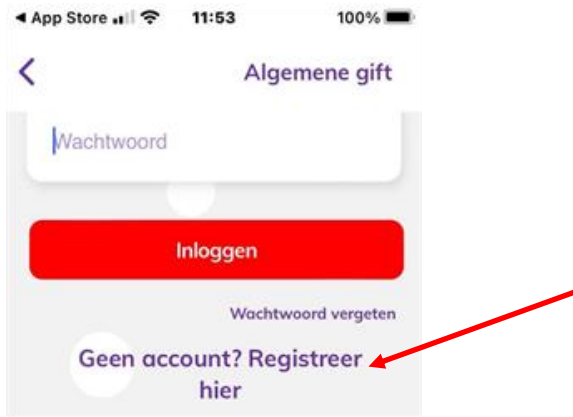 App Store 11:53 100%
Algemene gift
Wachtwoord
Inloggen
Wachtwoord vergeten
Geen account? Registreer
hier